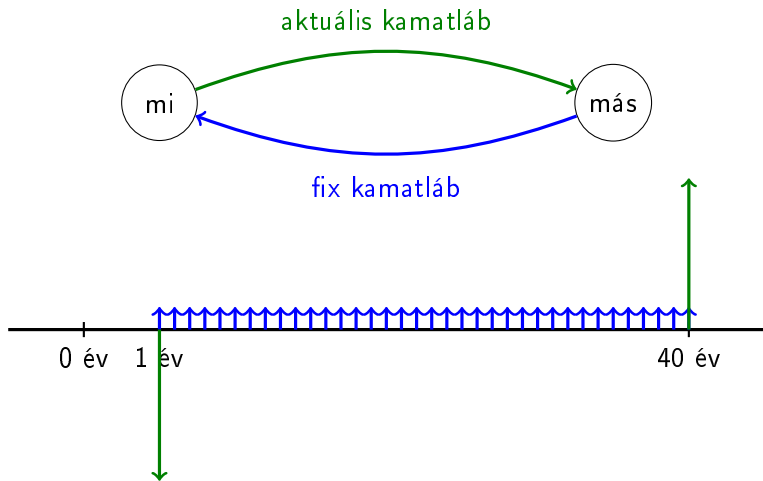 aktuális kamatláb
mi
más
fix kamatláb
0 év
1 év
40 év